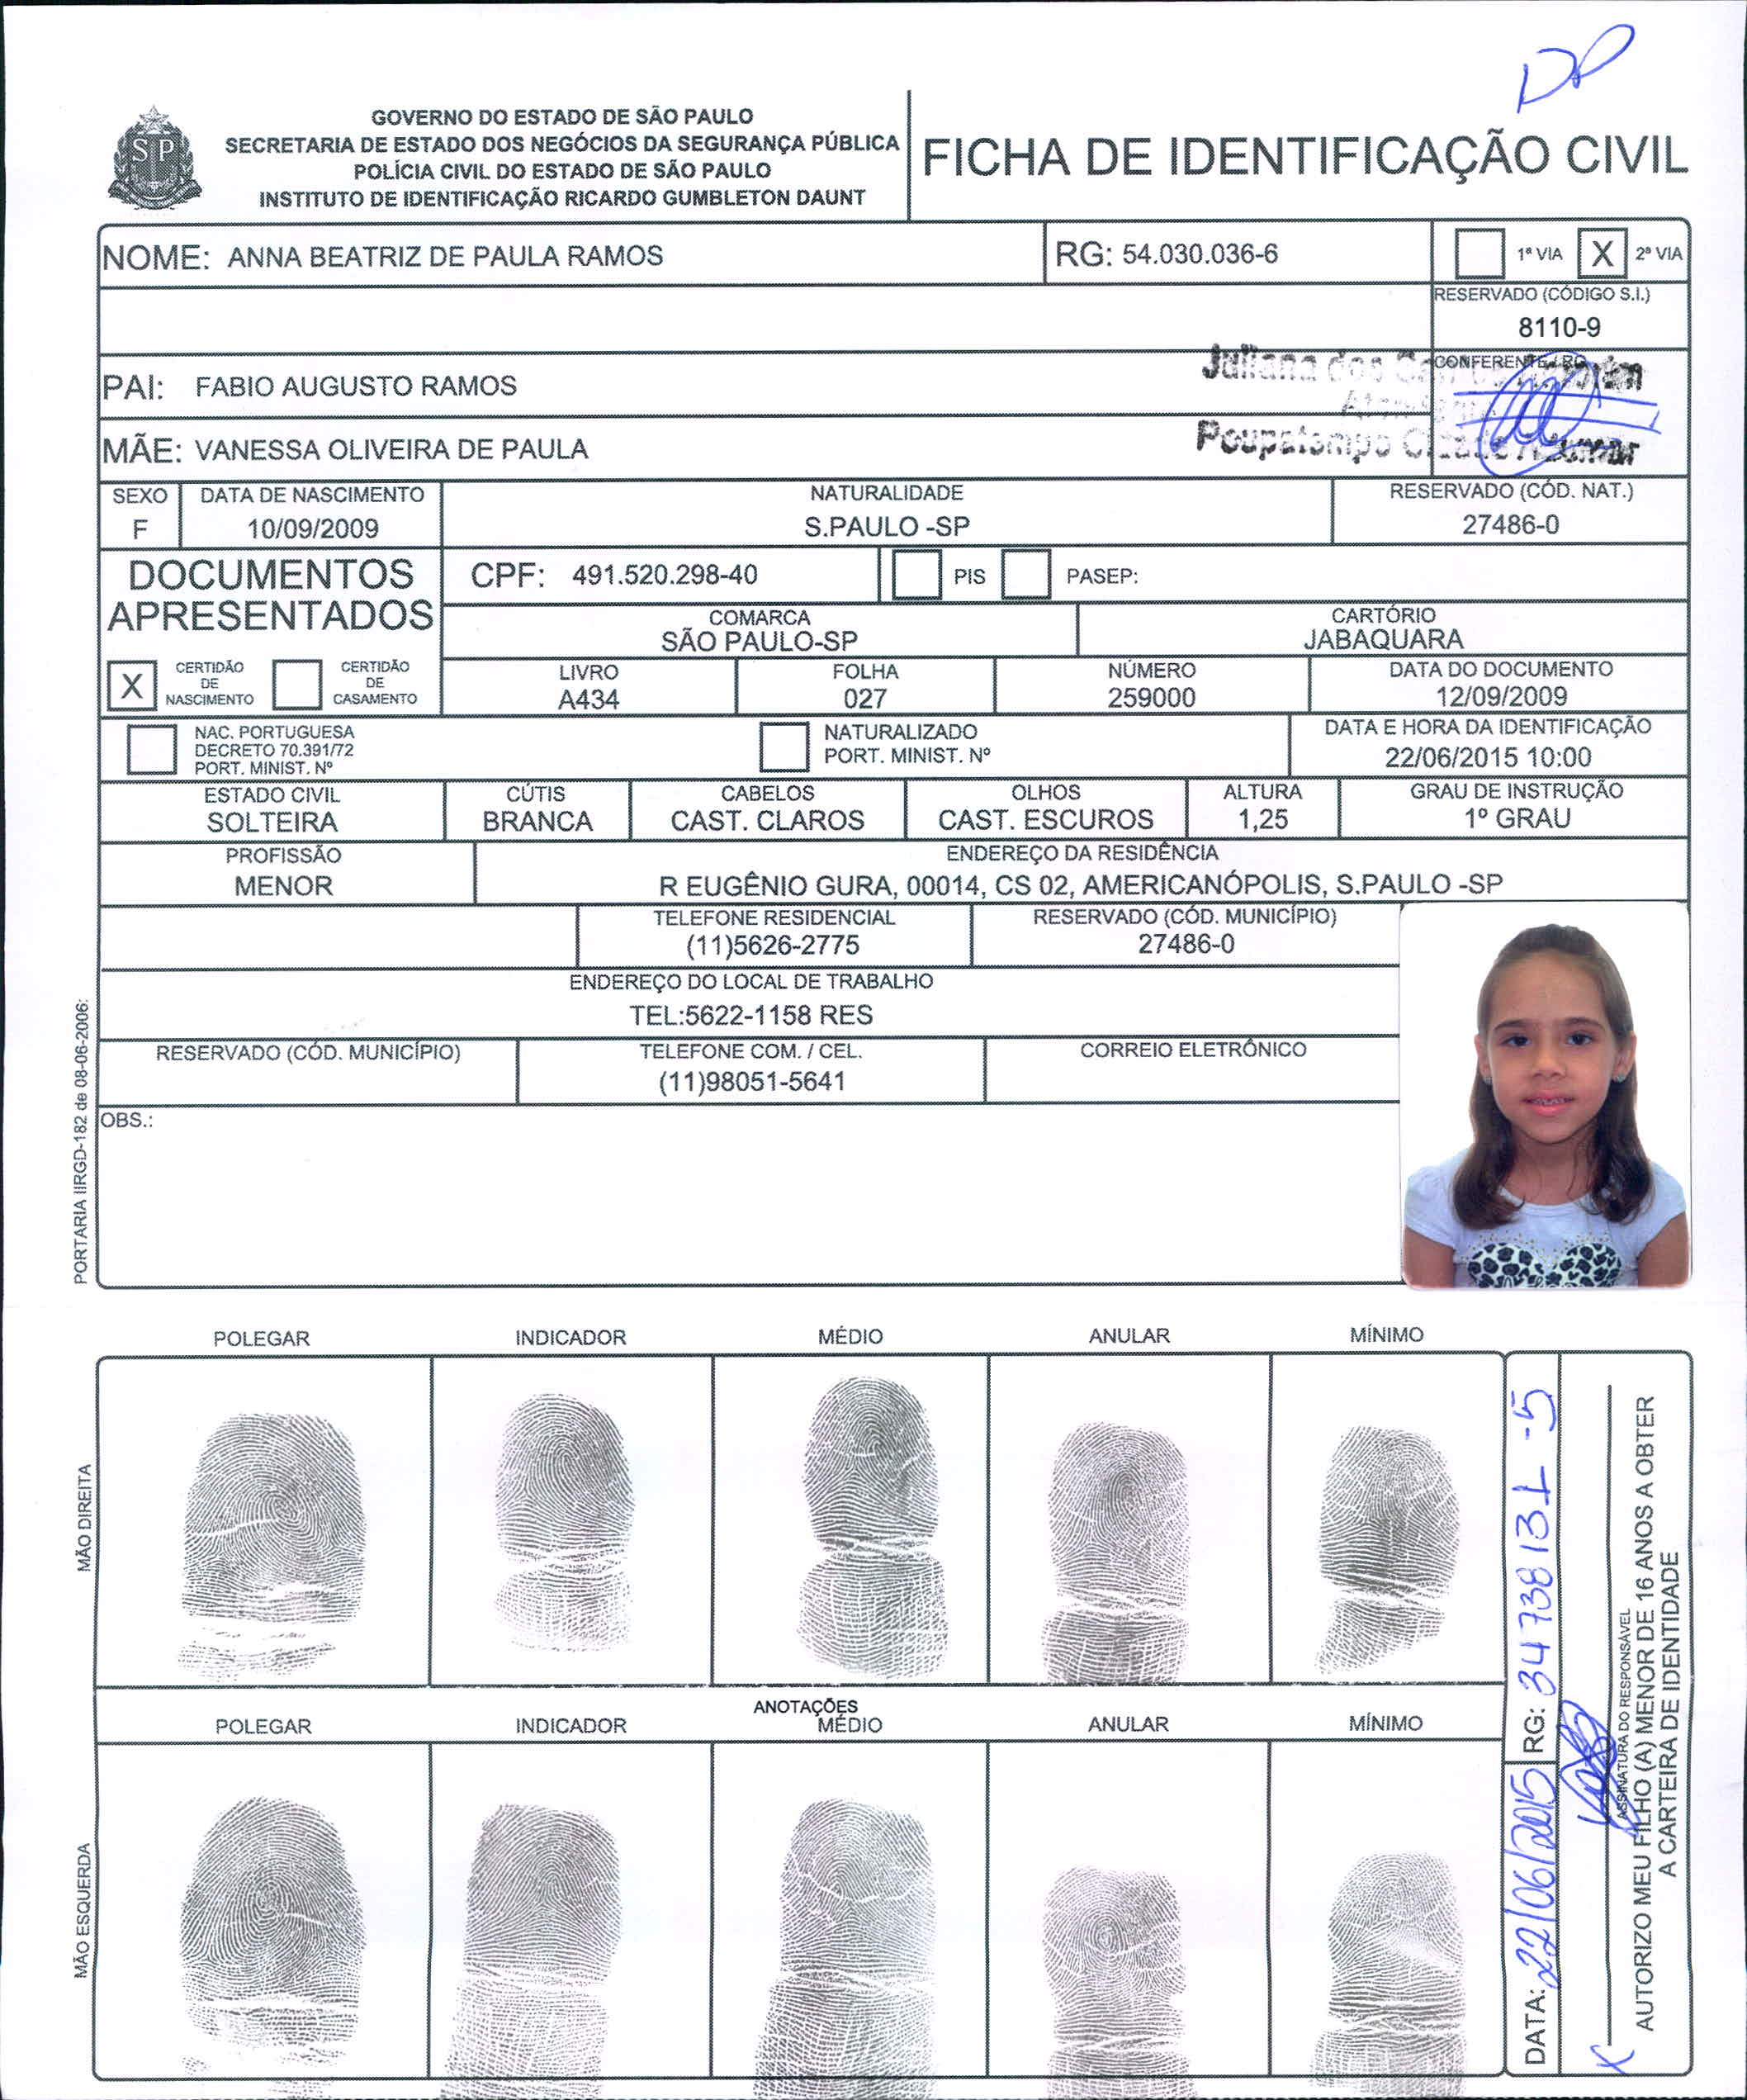 DP
SP
GOVERNO DO ESTADO DE SÃO PAULO
SECRETARIA DE ESTADO DOS NEGÓCIOS DA SEGURANÇA PÚBLICA
POLÍCIA CIVIL DO ESTADO DE SÃO PAULO
INSTITUTO DE IDENTIFICAÇÃO RICARDO GUMBLETON DAUNT
FICHA DE IDENTIFICAÇÃO CIVIL
NOME: ANNA BEATRIZ DE PAULA RAMOS RG: 54.030.036-6 1ª VIA X 2ª VIA
RESERVADO (CÓDIGO S.I.)
8110-9
CONFERENTE / RG
Juliana dos
Poupatempo
PAI: FABIO AUGUSTO RAMOS
MÃE: VANESSA OLIVEIRA DE PAULA
SEXO DATA DE NASCIMENTO NATURALIDADE RESERVADO (CÓD. NAT.)
F 10/09/2009 S.PAULO -SP 27486-0
DOCUMENTOS
APRESENTADOS
CPF: 491.520.298-40 PIS PASEP:
COMARCA CARTÓRIO
SÃO PAULO-SP JABAQUARA
X CERTIDÃO
DE
NASCIMENTO
CERTIDÃO
DE
CASAMENTO
LIVRO FOLHA NÚMERO DATA DO DOCUMENTO
A434 027 259000 12/09/2009
NAC. PORTUGUESA
DECRETO 70.391/72
PORT. MINIST. Nº
NATURALIZADO
PORT. MINIST. Nº
DATA E HORA DA IDENTIFICAÇÃO
22/06/2015 10:00
ESTADO CIVIL CÚTIS CABELOS OLHOS ALTURA GRAU DE INSTRUÇÃO
SOLTEIRA BRANCA CAST. CLAROS CAST. ESCUROS 1,25 1º GRAU
PROFISSÃO ENDEREÇO DA RESIDÊNCIA
MENOR R EUGÊNIO GURA, 00014, CS 02, AMERICANÓPOLIS, S.PAULO -SP
TELEFONE RESIDENCIAL RESERVADO (CÓD. MUNICÍPIO)
(11)5626-2775 27486-0
ENDEREÇO DO LOCAL DE TRABALHO
TEL:5622-1158 RES
RESERVADO (CÓD. MUNICÍPIO) TELEFONE COM. / CEL. CORREIO ELETRÔNICO
(11)98051-5641
OBS.:
PORTARIA IIRGD-182 de 08-06-2006:
POLEGAR INDICADOR MÉDIO ANULAR MÍNIMO
MÃO DIREITA
ANOTAÇÕES
POLEGAR INDICADOR MÉDIO ANULAR MÍNIMO
MÃO ESQUERDA
DATA: 22/06/2015 RG: 34738131-5
X
ASSINATURA DO RESPONSÁVEL
AUTORIZO MEU FILHO (A) MENOR DE 16 ANOS A OBTER
A CARTEIRA DE IDENTIDADE